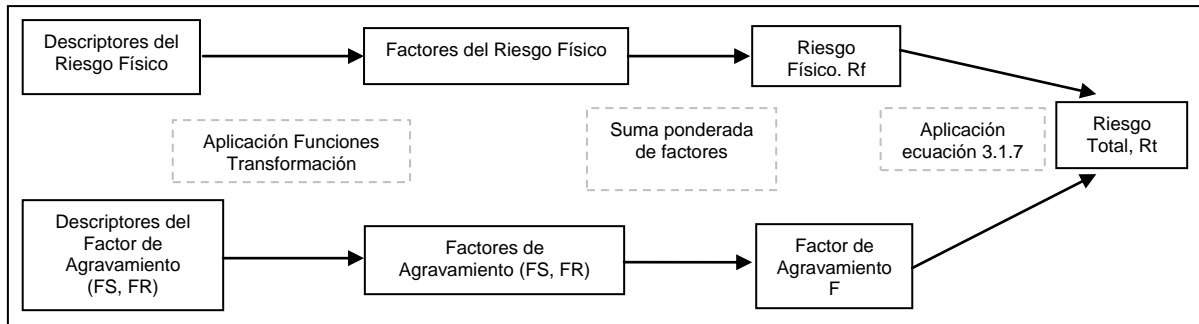 Descriptores del
Riesgo Físico
Factores del Riesgo Físico
Riesgo
Físico. Rf
Aplicación Funciones
Transformación
Suma ponderada
de factores
Aplicación
ecuación 3.1.7
Riesgo
Total, Rt
Descriptores del
Factor de
Agravamiento
(FS, FR)
Factores de
Agravamiento (FS, FR)
Factor de
Agravamiento
F